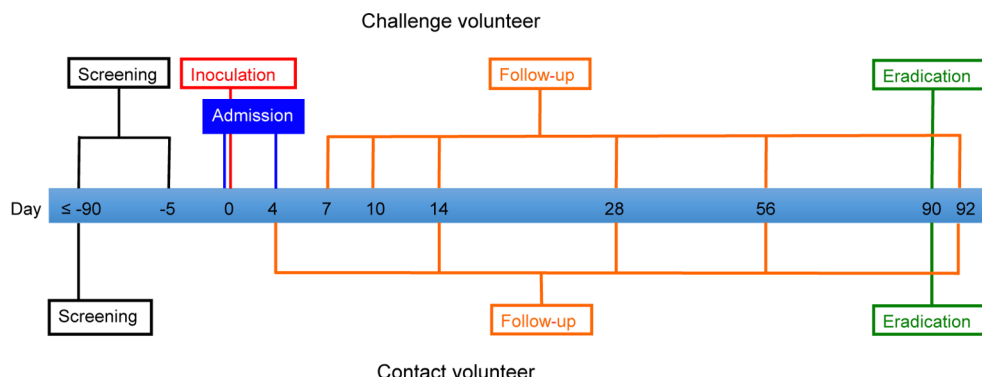 Challenge volunteer
Screening
Inoculation
Follow-up
Eradication
Admission
Day ≤ -90 -5 0 4 7 10 14 28 56 90 92
Screening
Follow-up
Eradication
Contact volunteer